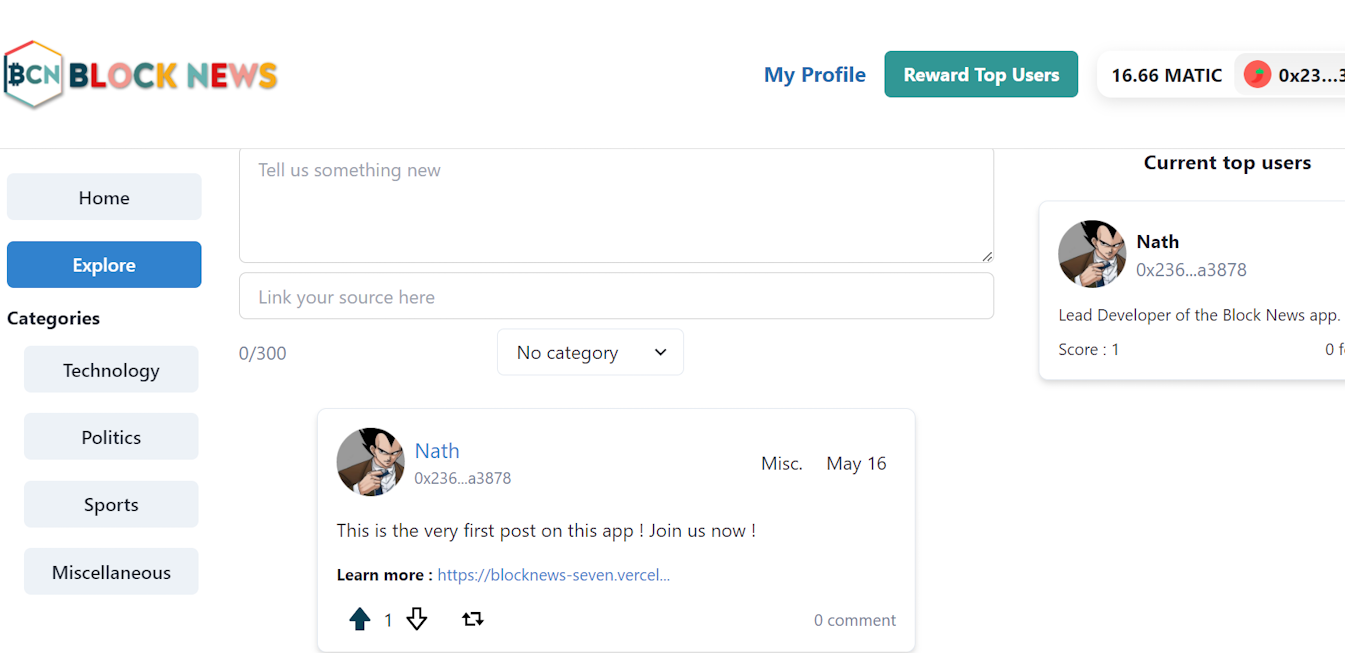 BCN BLOCK NEWS
My Profile
Reward Top Users
16.66 MATIC
0x23...3
Home
Explore
Categories
Technology
Politics
Sports
Miscellaneous
Tell us something new
Link your source here
0/300
No category
Nath
0x236...a3878
Misc.
May 16
This is the very first post on this app ! Join us now !
Learn more : https://blocknews-seven.vercel...
1
0 comment
Current top users
Nath
0x236...a3878
Lead Developer of the Block News app.
Score : 1
0